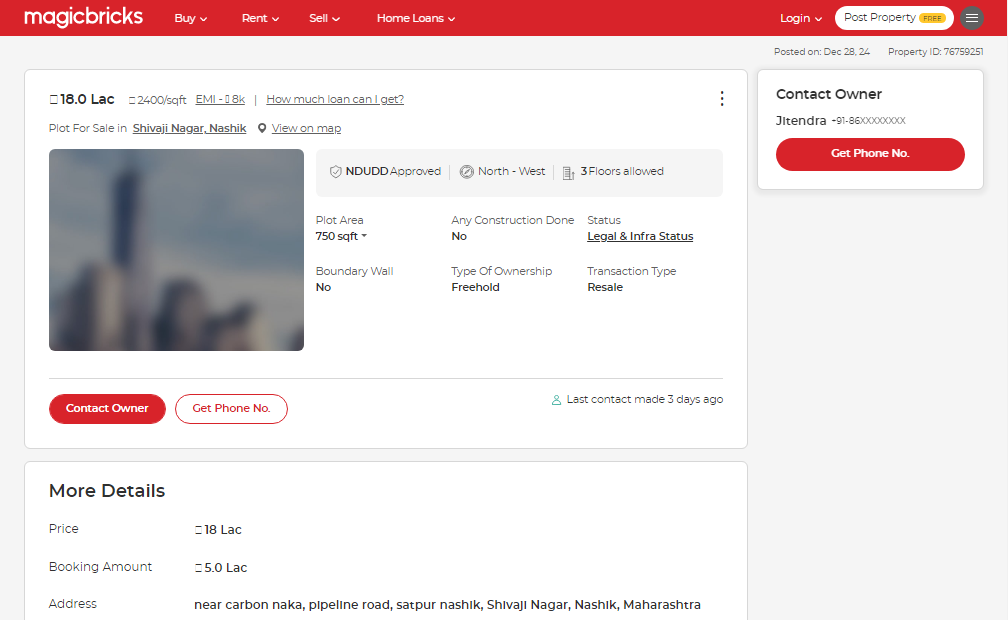 magicbricks Buy Rent Sell Home Loans Login Post Property FREE
Posted on: Dec 28, 24 Property ID: 76759251
18.0 Lac 2400/sqft EMI - 8k | How much loan can I get?
Plot For Sale in Shivaji Nagar, Nashik View on map
NDUDD Approved North - West 3 Floors allowed
Plot Area Any Construction Done Status
750 sqft No Legal & Infra Status
Boundary Wall Type Of Ownership Transaction Type
No Freehold Resale
Contact Owner Get Phone No. Last contact made 3 days ago
Contact Owner
Jitendra +91-86XXXXXXXX
Get Phone No.
More Details
Price 18 Lac
Booking Amount 5.0 Lac
Address near carbon naka, pipeline road, satpur nashik, Shivaji Nagar, Nashik, Maharashtra